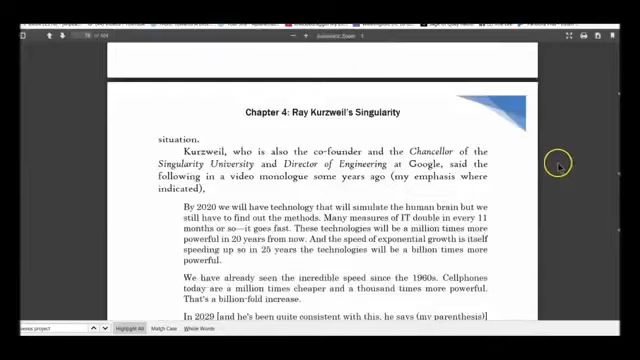 Automatic Zoom
Chapter 4: Ray Kurzweil's Singularity
situation.
Kurzweil, who is also the co-founder and the Chancellor of the
Singularity University and Director of Engineering at Google, said the
following in a video monologue some years ago (my emphasis where
indicated),
By 2020 we will have technology that will simulate the human brain but we
still have to find out the methods. Many measures of IT double in every 11
months or so—it goes fast. These technologies will be a million times more
powerful in 20 years from now. And the speed of exponential growth is itself
speeding up so in 25 years the technologies will be a billion times more
powerful.
We have already seen the incredible speed since the 1960s. Cellphones
today are a million times cheaper and a thousand times more powerful.
That's a billion-fold increase.
In 2029 [and he's been quite consistent with this, he says (my parenthesis)]
project Highlight All Match Case Whole Words